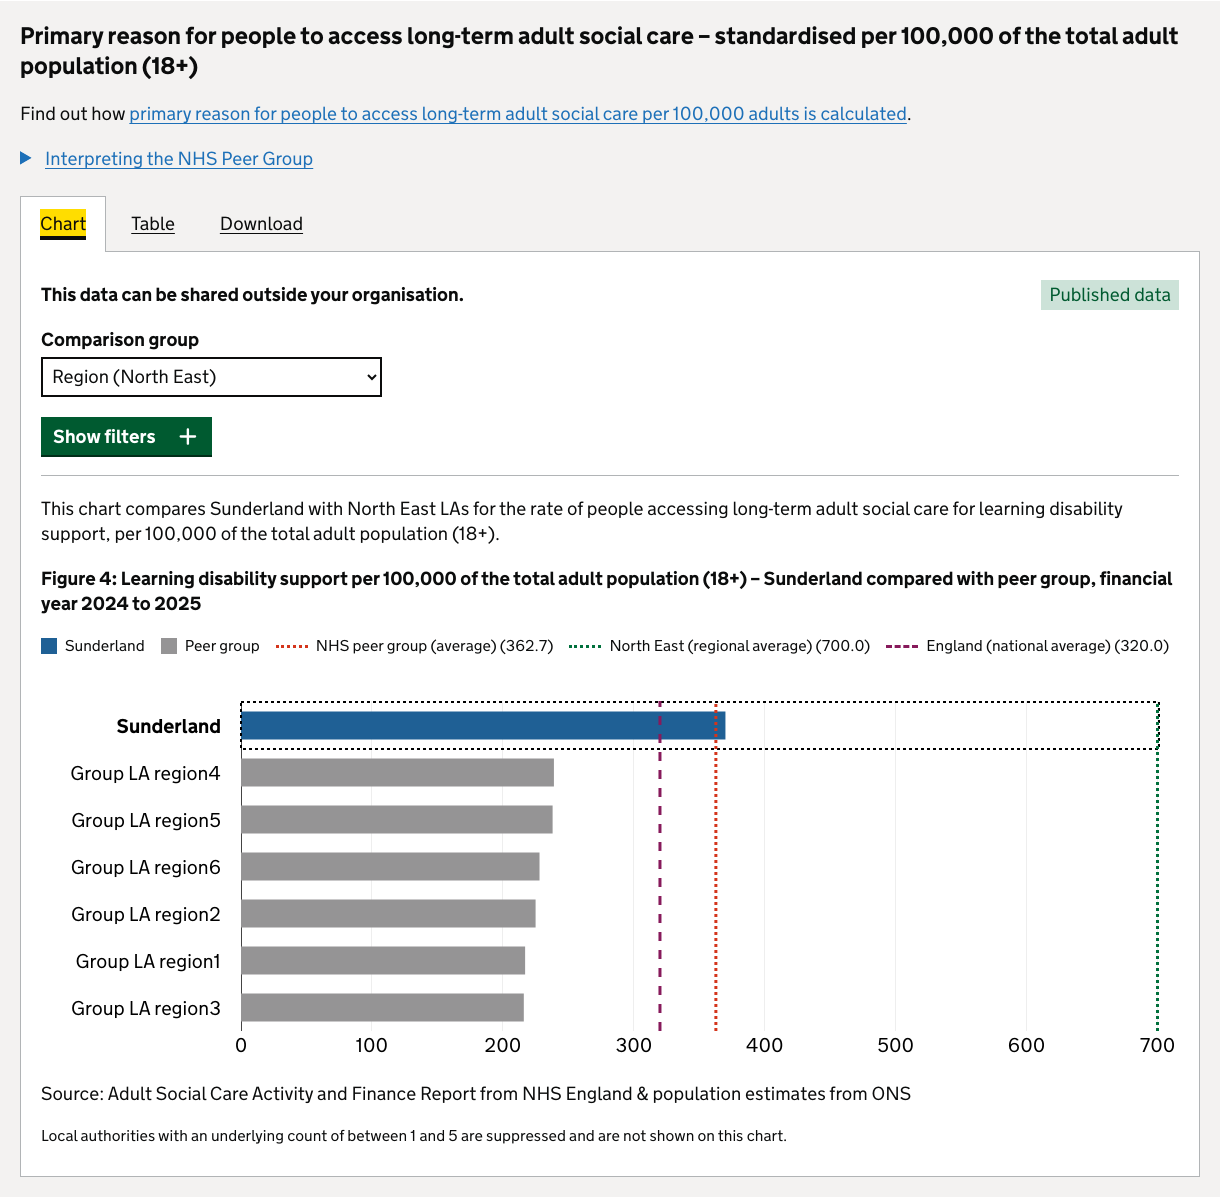 Primary reason for people to access long-term adult social care – standardised per 100,000 of the total adult
population (18+)
Find out how primary reason for people to access long-term adult social care per 100,000 adults is calculated.
Interpreting the NHS Peer Group
Chart Table Download
This data can be shared outside your organisation. Published data
Comparison group
Region (North East)
Show filters +
This chart compares Sunderland with North East LAs for the rate of people accessing long-term adult social care for learning disability
support, per 100,000 of the total adult population (18+).
Figure 4: Learning disability support per 100,000 of the total adult population (18+) – Sunderland compared with peer group, financial
year 2024 to 2025
Sunderland Peer group NHS peer group (average) (362.7) North East (regional average) (700.0) England (national average) (320.0)
Sunderland
Group LA region4
Group LA region5
Group LA region6
Group LA region2
Group LA region1
Group LA region3
0 100 200 300 400 500 600 700
Source: Adult Social Care Activity and Finance Report from NHS England & population estimates from ONS
Local authorities with an underlying count of between 1 and 5 are suppressed and are not shown on this chart.